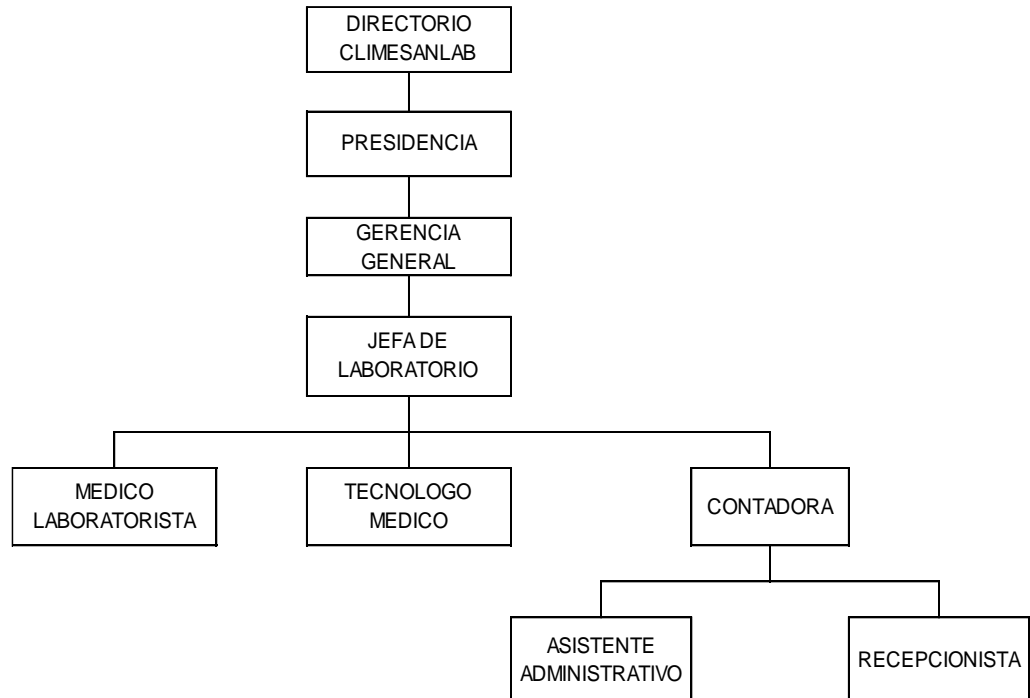 DIRECTORIO
CLIMESANLAB
PRESIDENCIA
GERENCIA
GENERAL
JEFA DE
LABORATORIO
MEDICO
LABORATORISTA
TECNOLOGO
MEDICO
CONTADORA
ASISTENTE
ADMINISTRATIVO
RECEPCIONISTA